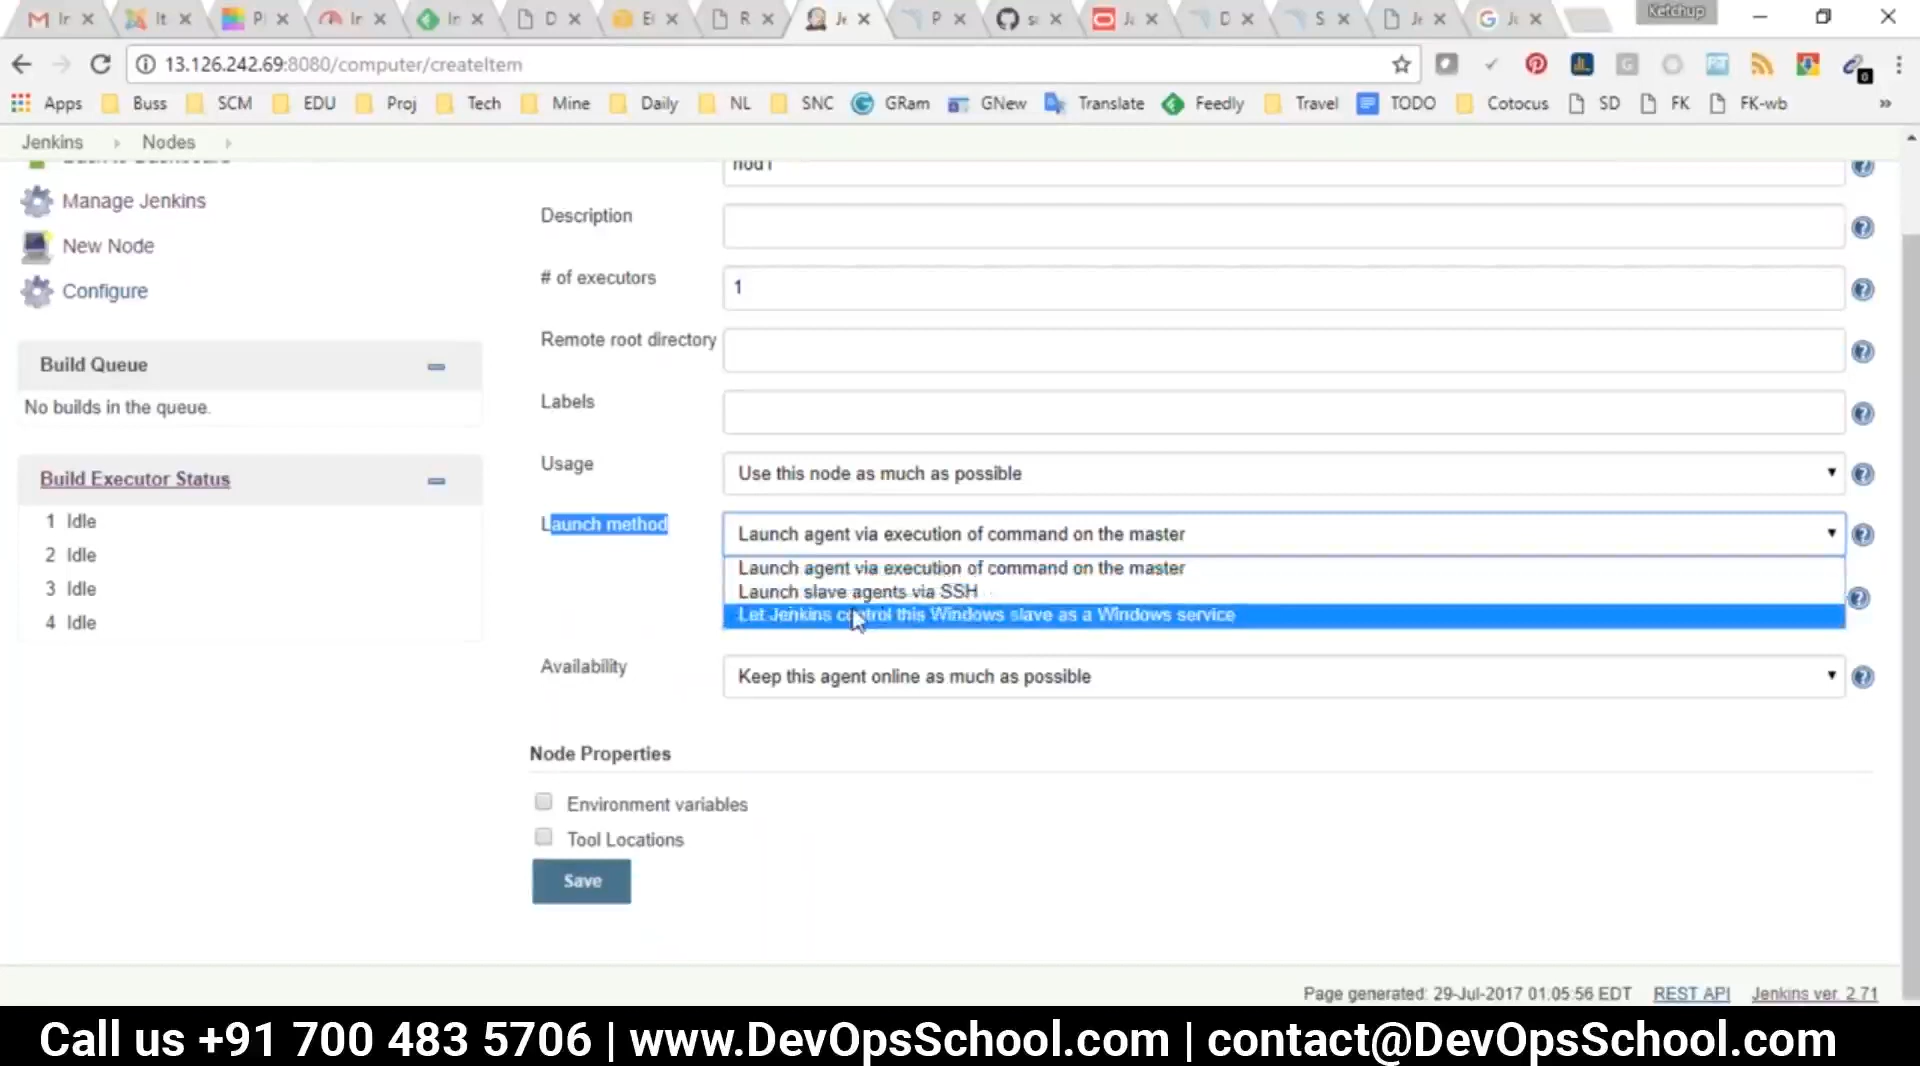 Ketchup
13.126.242.69:8080/computer/createItem
Apps Buss SCM EDU Proj Tech Mine Daily NL SNC GRam GNew Translate Feedly Travel TODO Cotocus SD FK FK-wb »
Jenkins Nodes
nod1
Manage Jenkins
New Node
Configure
Build Queue
No builds in the queue.
Build Executor Status
1 Idle
2 Idle
3 Idle
4 Idle
Description
# of executors
1
Remote root directory
Labels
Usage
Use this node as much as possible
Launch method
Launch agent via execution of command on the master
Launch agent via execution of command on the master
Launch slave agents via SSH
Let Jenkins control this Windows slave as a Windows service
Availability
Keep this agent online as much as possible
Node Properties
Environment variables
Tool Locations
Save
Page generated: 29-Jul-2017 01:05:56 EDT REST API Jenkins ver. 2.71
Call us +91 700 483 5706 | www.DevOpsSchool.com | contact@DevOpsSchool.com